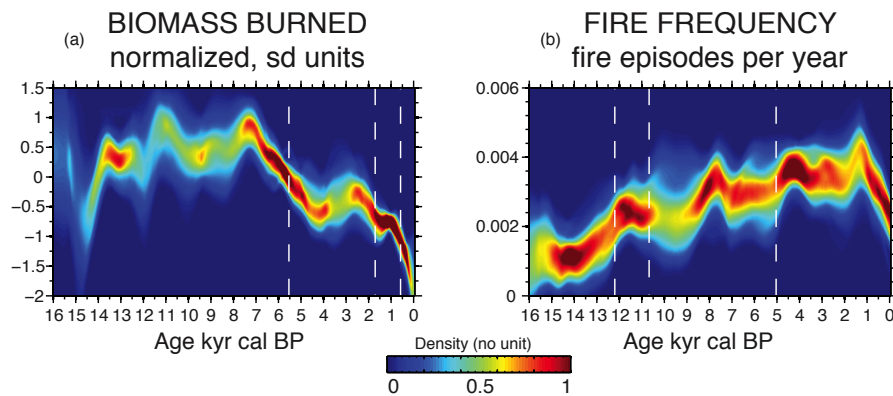 (a) BIOMASS BURNED
normalized, sd units
1.5
1
0.5
0
−0.5
−1
−1.5
−2
16 15 14 13 12 11 10 9 8 7 6 5 4 3 2 1 0
Age kyr cal BP
(b) FIRE FREQUENCY
fire episodes per year
0.006
0.004
0.002
0
16 15 14 13 12 11 10 9 8 7 6 5 4 3 2 1 0
Age kyr cal BP
Density (no unit)
0 0.5 1